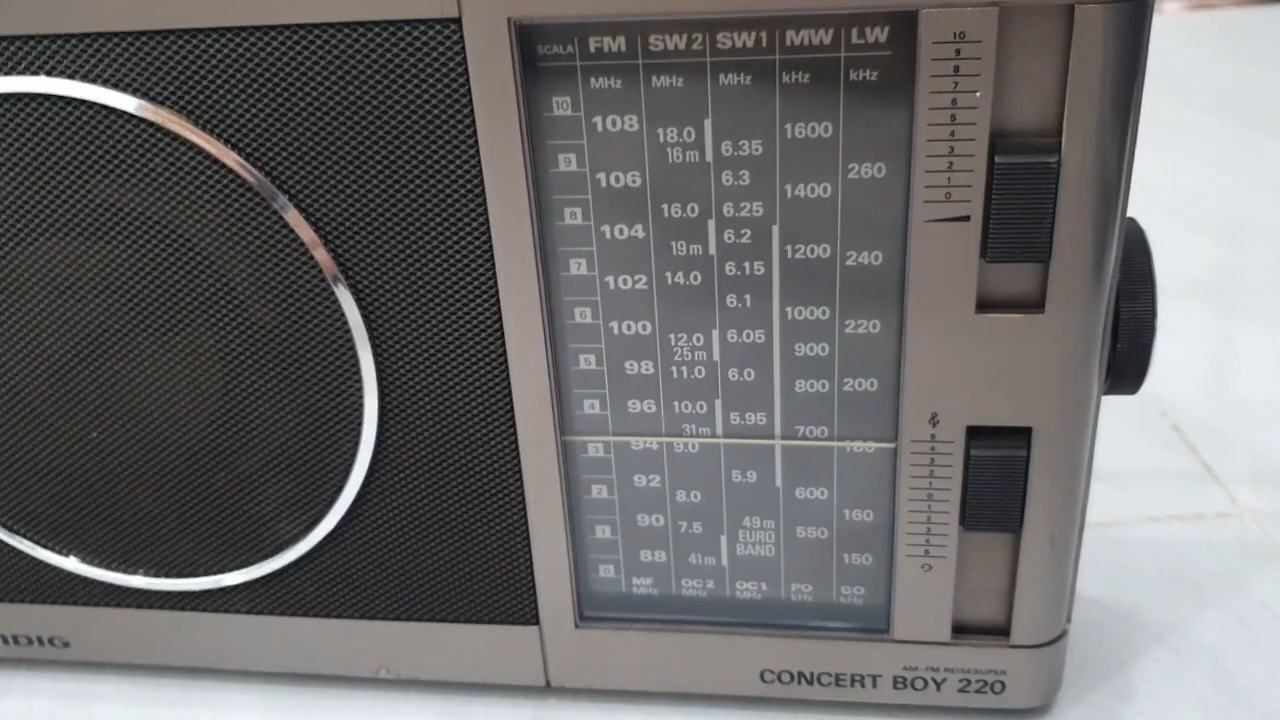 SCALA FM SW2 SW1 MW LW
MHz MHz MHz kHz kHz
10
108 18.0 1600
16m 6.35
9 106 6.3 1400 260
8 16.0 6.25
104 6.2 1200 240
19m
7 102 14.0 6.15
6 6.1 1000
100 12.0 6.05 220
25m 900
5 98 11.0 6.0 800 200
4 96 10.0 5.95
31m 700
3 94 9.0 180
92 5.9
2 8.0 600
90 7.5 49m 160
1 EURO 550
88 41m BAND 150
0
MF OC2 OC1 PO GO
MHz MHz MHz kHz kHz
10
9
8
7
6
5
4
3
2
1
0
5
4
3
2
1
0
1
2
3
4
5
NDIG
AM-FM REISESUPER
CONCERT BOY 220